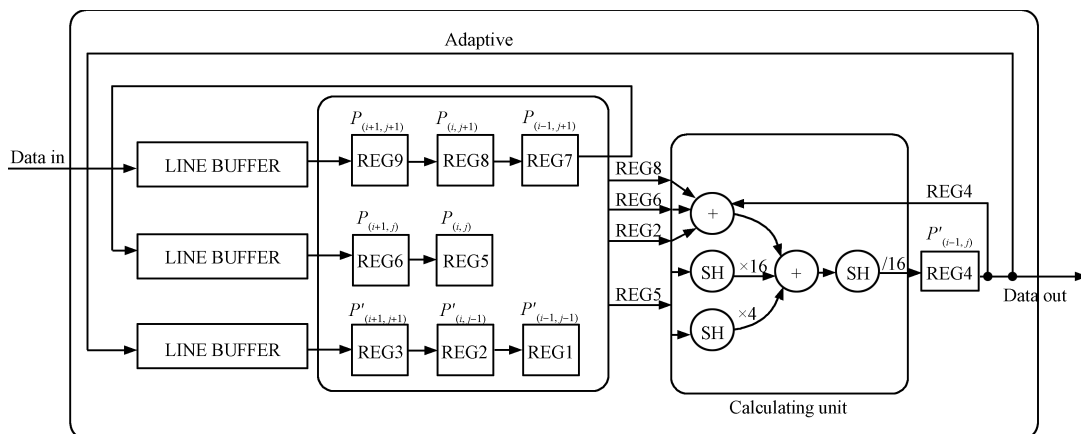 Adaptive
P(i+1, j+1) P(i, j+1) P(i−1, j+1)
Data in
LINE BUFFER
REG9 REG8 REG7
REG8
REG6
REG2
REG4
+
P(i+1, j) P(i, j)
LINE BUFFER
REG6 REG5
SH ×16 + SH /16
P'(i−1, j)
REG4
Data out
REG5
SH ×4
P'(i+1, j+1) P'(i, j−1) P'(i−1, j−1)
LINE BUFFER
REG3 REG2 REG1
Calculating unit